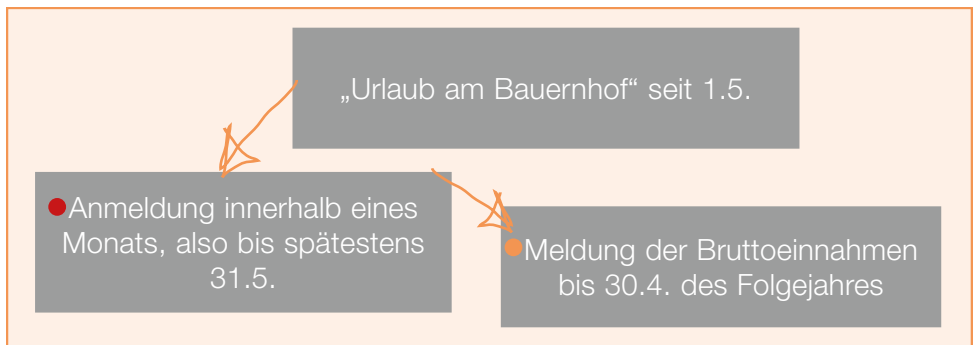 „Urlaub am Bauernhof“ seit 1.5.
Anmeldung innerhalb eines
Monats, also bis spätestens
31.5.
Meldung der Bruttoeinnahmen
bis 30.4. des Folgejahres